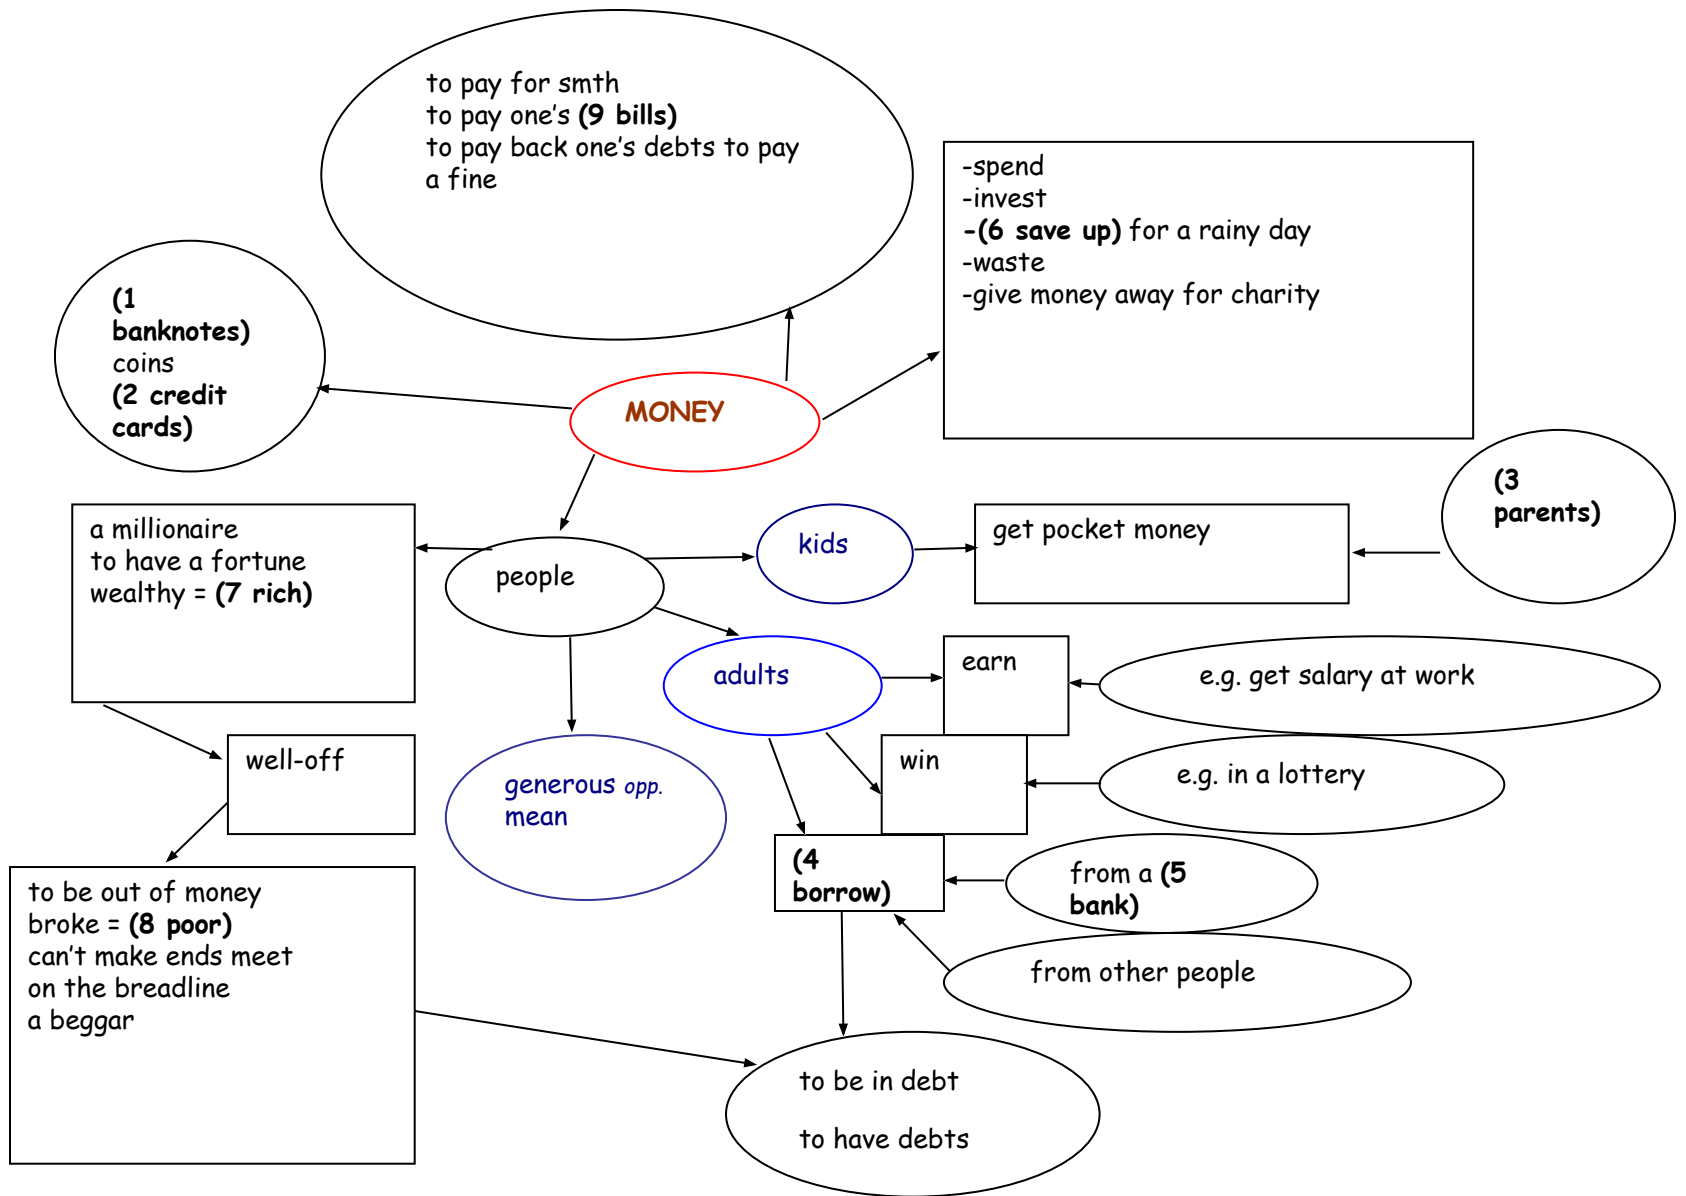 to pay for smth
to pay one's (9 bills)
to pay back one's debts to pay
a fine
-spend
-invest
-(6 save up) for a rainy day
-waste
-give money away for charity
(1
banknotes)
coins
(2 credit
cards)
MONEY
(3
parents)
a millionaire
to have a fortune
wealthy = (7 rich)
people
kids
get pocket money
adults
earn
e.g. get salary at work
well-off
generous opp.
mean
win
e.g. in a lottery
(4
borrow)
from a (5
bank)
to be out of money
broke = (8 poor)
can't make ends meet
on the breadline
a beggar
from other people
to be in debt
to have debts